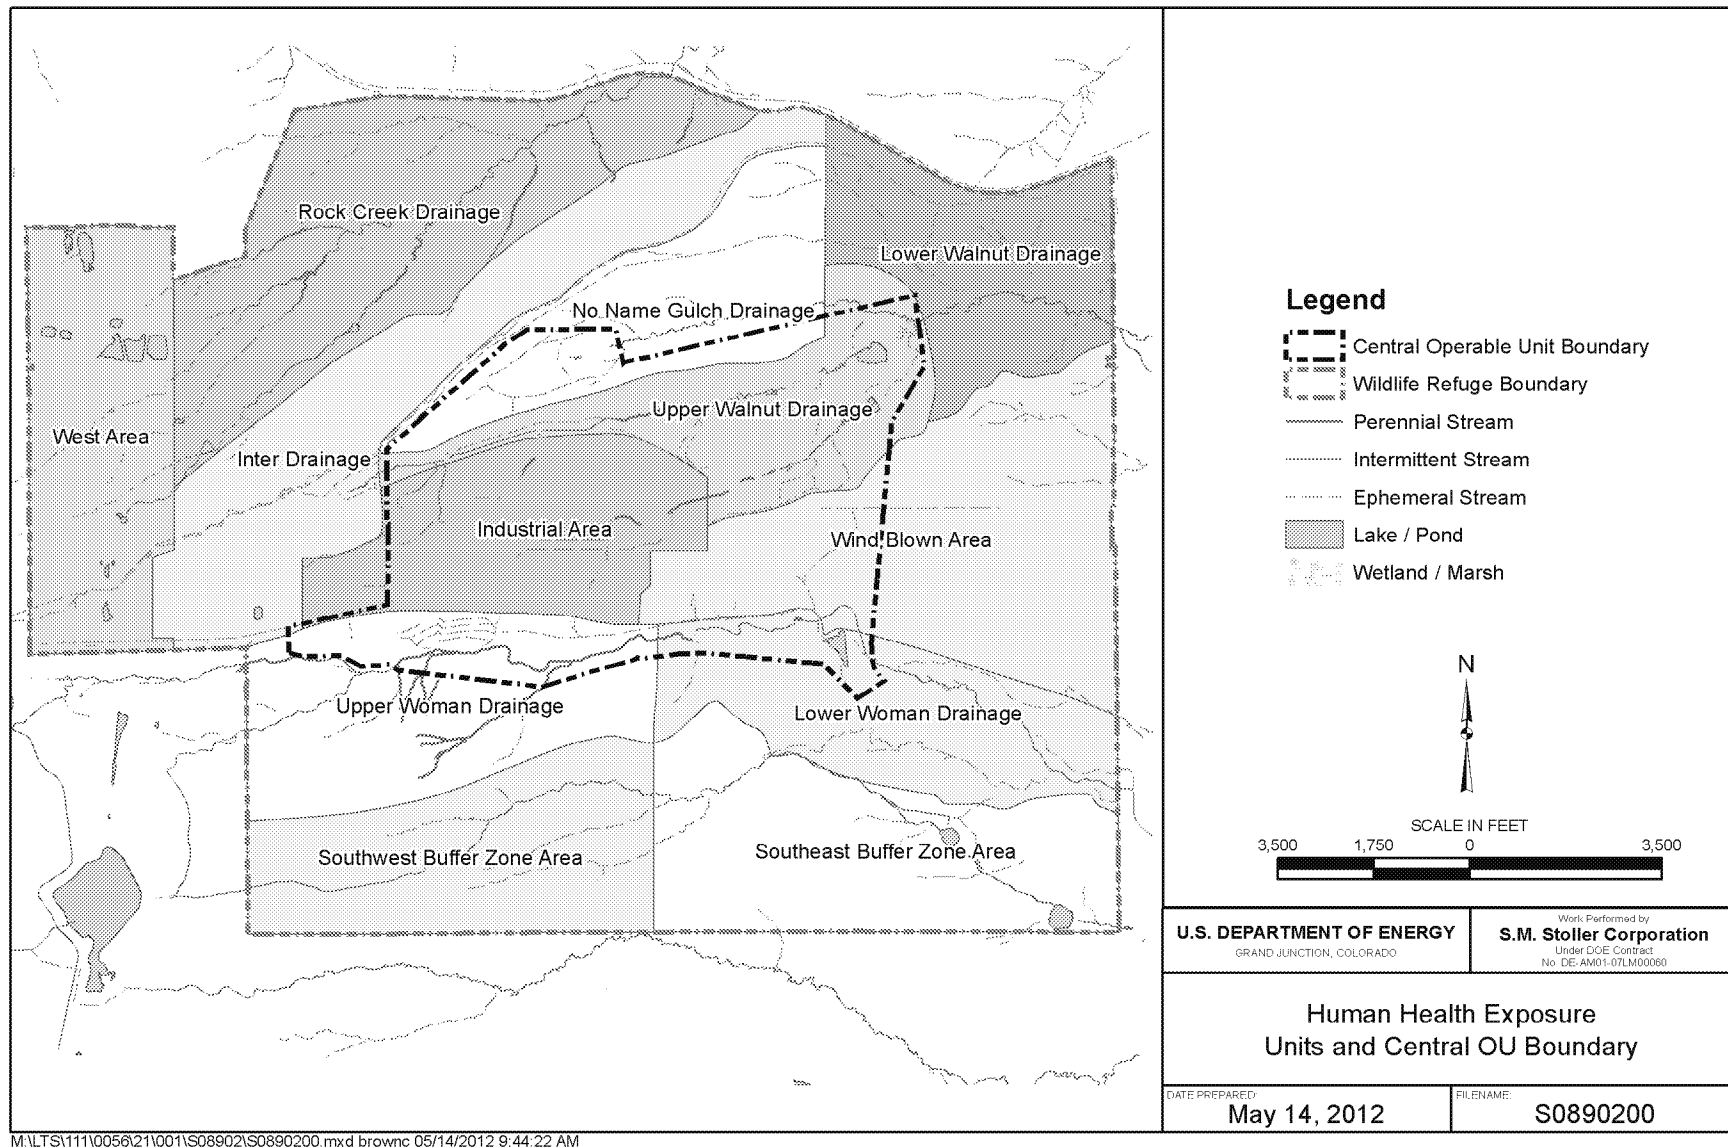 Rock Creek Drainage
Lower Walnut Drainage
No Name Gulch Drainage
Upper Walnut Drainage
West Area
Inter Drainage
Industrial Area
Wind Blown Area
Upper Woman Drainage
Lower Woman Drainage
Southwest Buffer Zone Area
Southeast Buffer Zone Area
Legend
Central Operable Unit Boundary
Wildlife Refuge Boundary
Perennial Stream
Intermittent Stream
Ephemeral Stream
Lake / Pond
Wetland / Marsh
N
SCALE IN FEET
3,500 1,750 0 3,500
U.S. DEPARTMENT OF ENERGY
GRAND JUNCTION, COLORADO
Work Performed by
S.M. Stoller Corporation
Under DOE Contract
No. DE-AM01-07LM00060
Human Health Exposure
Units and Central OU Boundary
DATE PREPARED:
May 14, 2012
FILENAME:
S0890200
M:\LTS\111\0056\21\001\S08902\S0890200.mxd brownc 05/14/2012 9:44:22 AM